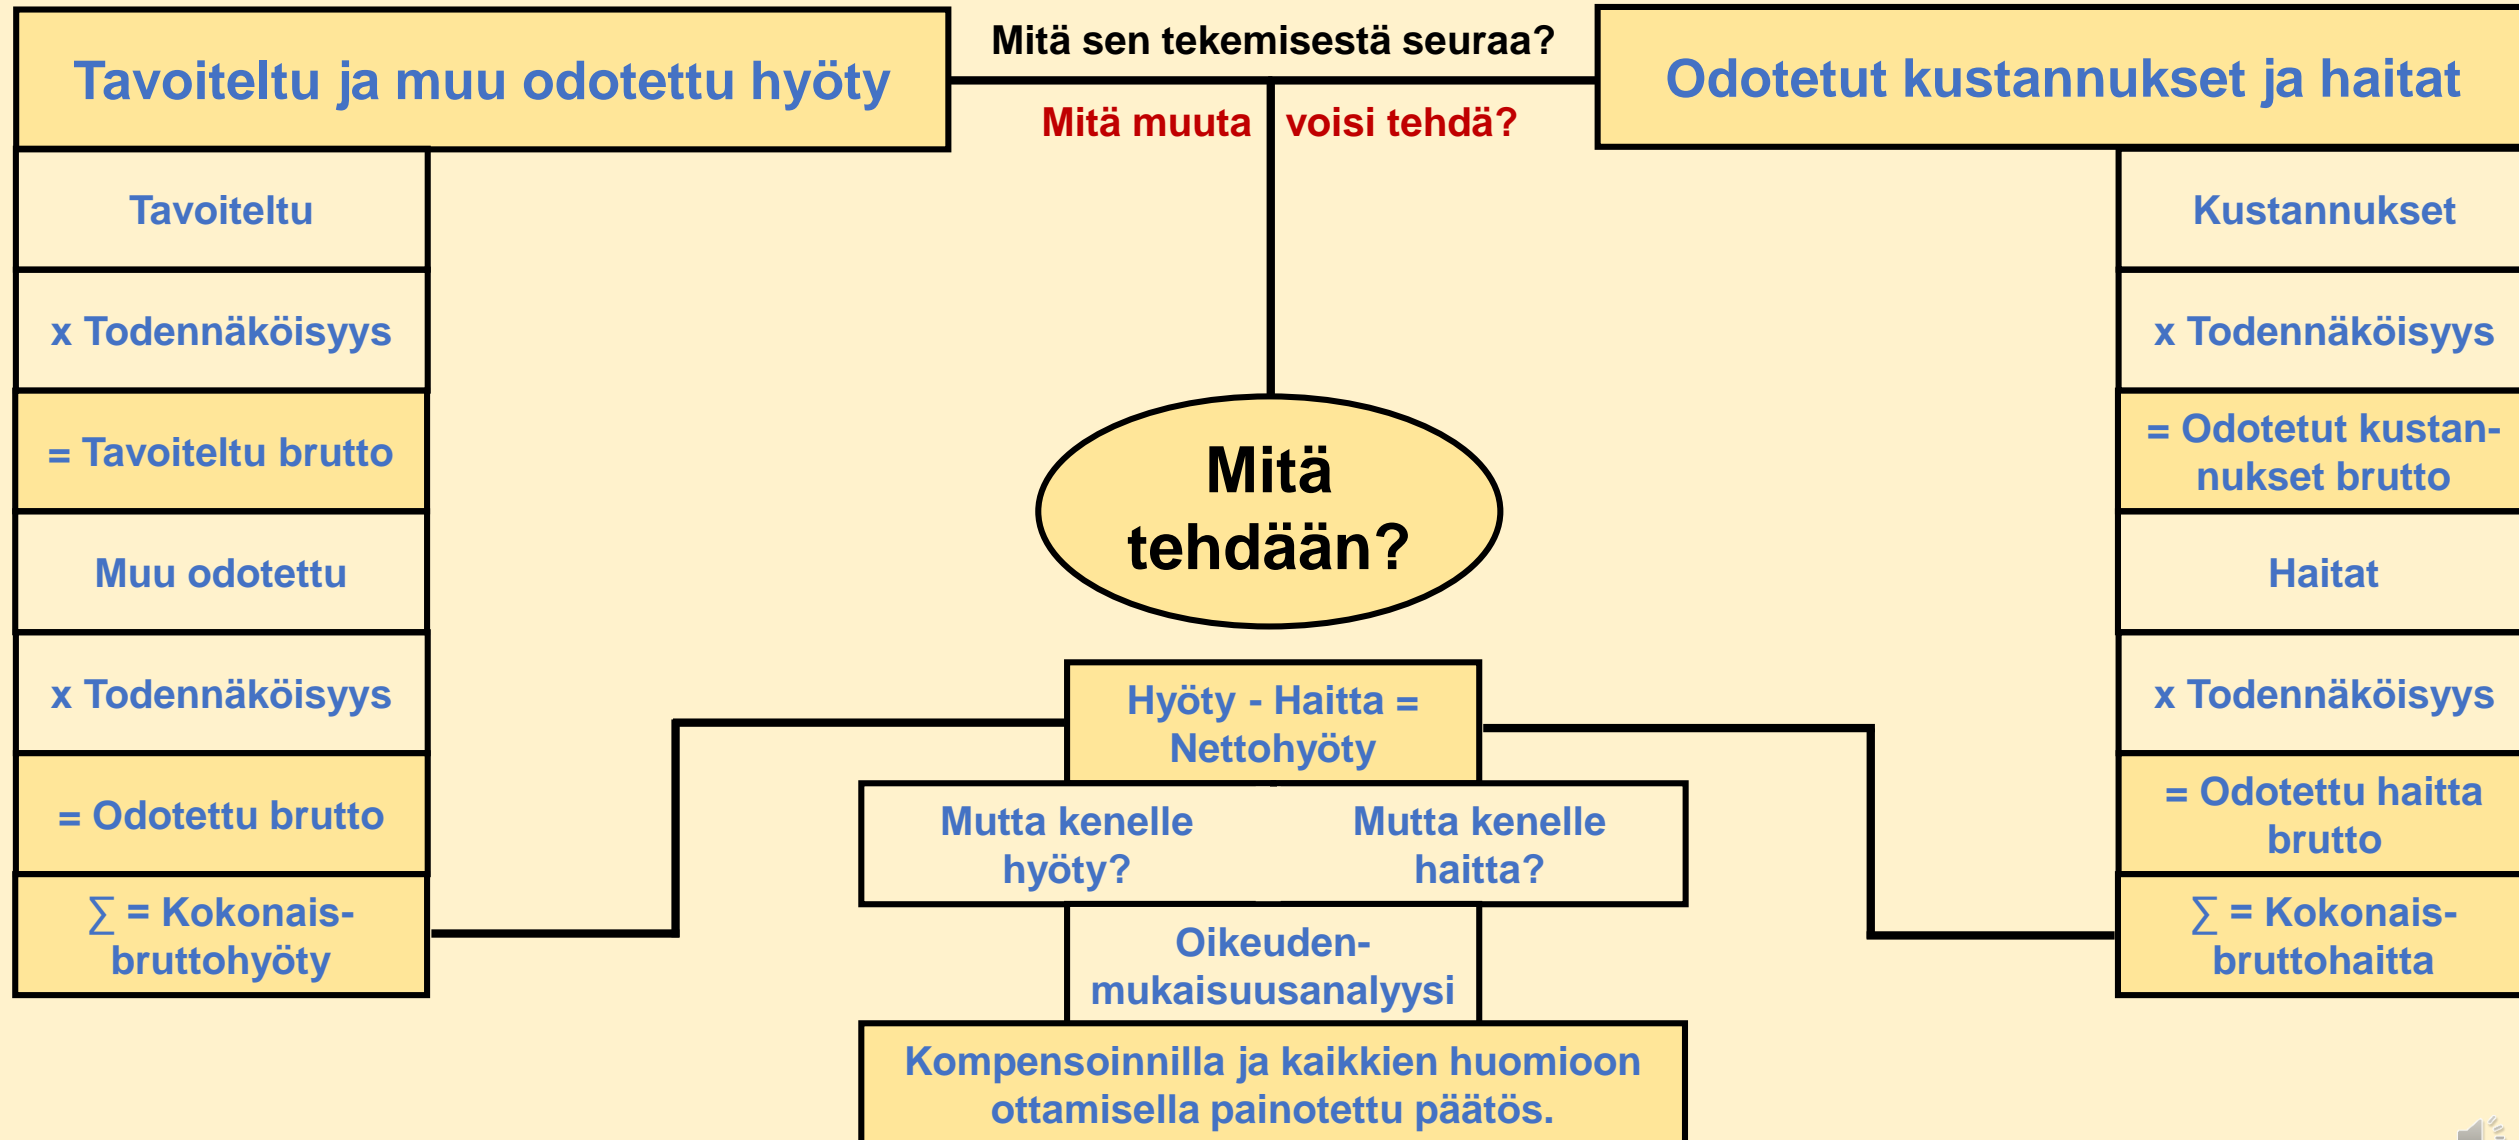 Tavoiteltu ja muu odotettu hyöty
Mitä sen tekemisestä seuraa?
Mitä muuta voisi tehdä?
Odotetut kustannukset ja haitat
Tavoiteltu
x Todennäköisyys
= Tavoiteltu brutto
Muu odotettu
x Todennäköisyys
= Odotettu brutto
∑ = Kokonais-
bruttohyöty
Mitä
tehdään?
Hyöty - Haitta =
Nettohyöty
Mutta kenelle
hyöty?
Mutta kenelle
haitta?
Oikeuden-
mukaisuusanalyysi
Kompensoinnilla ja kaikkien huomioon
ottamisella painotettu päätös.
Kustannukset
x Todennäköisyys
= Odotetut kustan-
nukset brutto
Haitat
x Todennäköisyys
= Odotettu haitta
brutto
∑ = Kokonais-
bruttohaitta